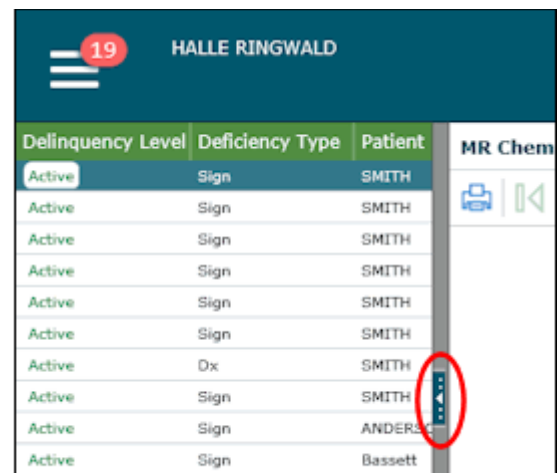 19 HALLE RINGWALD
Delinquency Level Deficiency Type Patient MR Chem
Active Sign SMITH
Active Sign SMITH
Active Sign SMITH
Active Sign SMITH
Active Sign SMITH
Active Sign SMITH
Active Dx SMITH
Active Sign SMITH
Active Sign ANDERSO
Active Sign Bassett